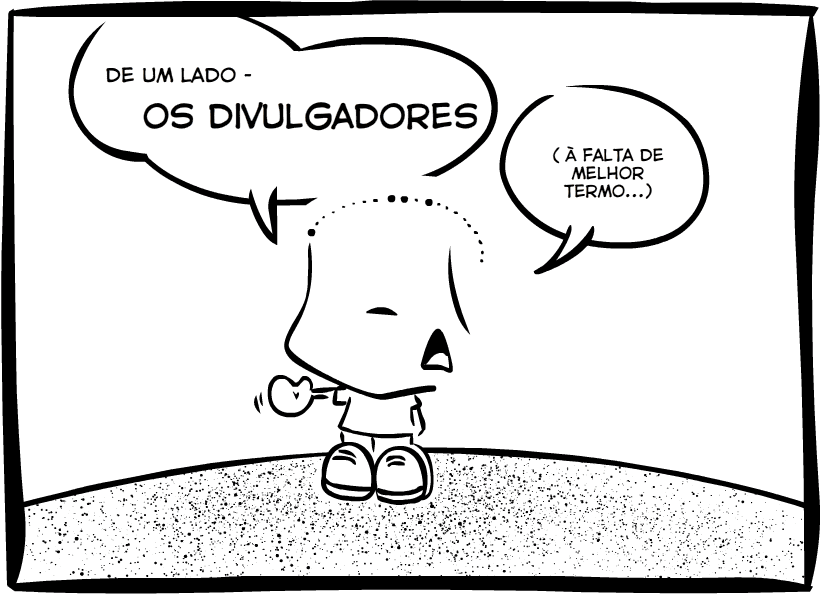 DE UM LADO -
OS DIVULGADORES
( À FALTA DE
MELHOR
TERMO...)